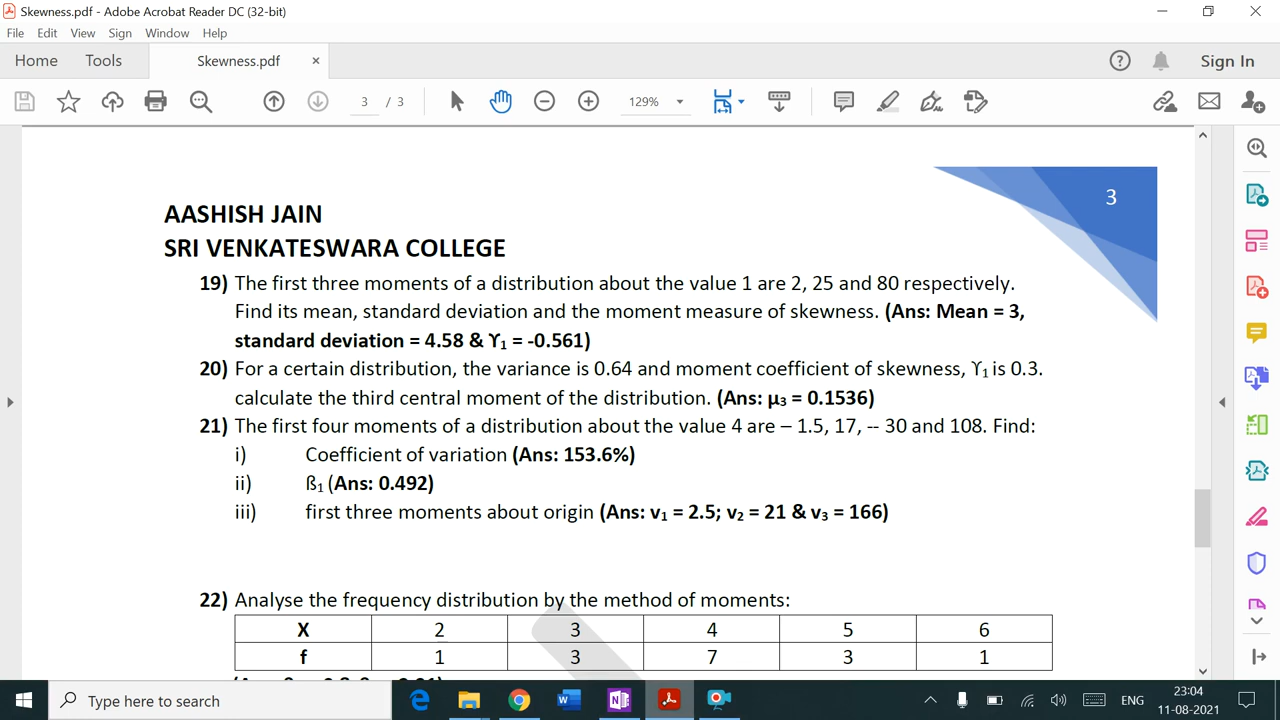 Skewness.pdf - Adobe Acrobat Reader DC (32-bit)
File Edit View Sign Window Help
Home Tools Skewness.pdf × Sign In
3 / 3 129%
3
AASHISH JAIN
SRI VENKATESWARA COLLEGE
19) The first three moments of a distribution about the value 1 are 2, 25 and 80 respectively.
Find its mean, standard deviation and the moment measure of skewness. (Ans: Mean = 3,
standard deviation = 4.58 & ϒ₁ = -0.561)
20) For a certain distribution, the variance is 0.64 and moment coefficient of skewness, ϒ₁ is 0.3.
calculate the third central moment of the distribution. (Ans: µ₃ = 0.1536)
21) The first four moments of a distribution about the value 4 are – 1.5, 17, -- 30 and 108. Find:
i) Coefficient of variation (Ans: 153.6%)
ii) ß₁ (Ans: 0.492)
iii) first three moments about origin (Ans: v₁ = 2.5; v₂ = 21 & v₃ = 166)
22) Analyse the frequency distribution by the method of moments:
X 2 3 4 5 6
f 1 3 7 3 1
Type here to search
ENG
23:04
11-08-2021